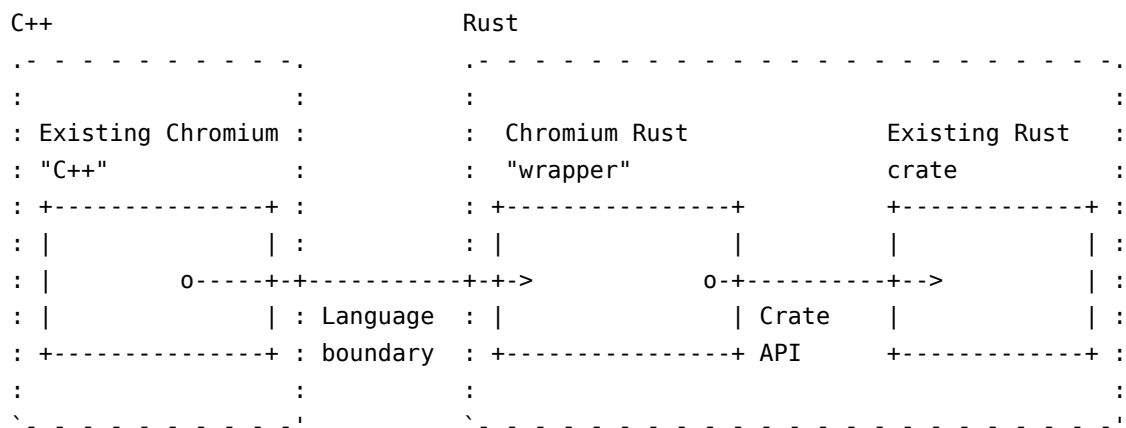 C++ Rust
Existing Chromium Chromium Rust Existing Rust
"C++" "wrapper" crate
Language Crate
boundary API